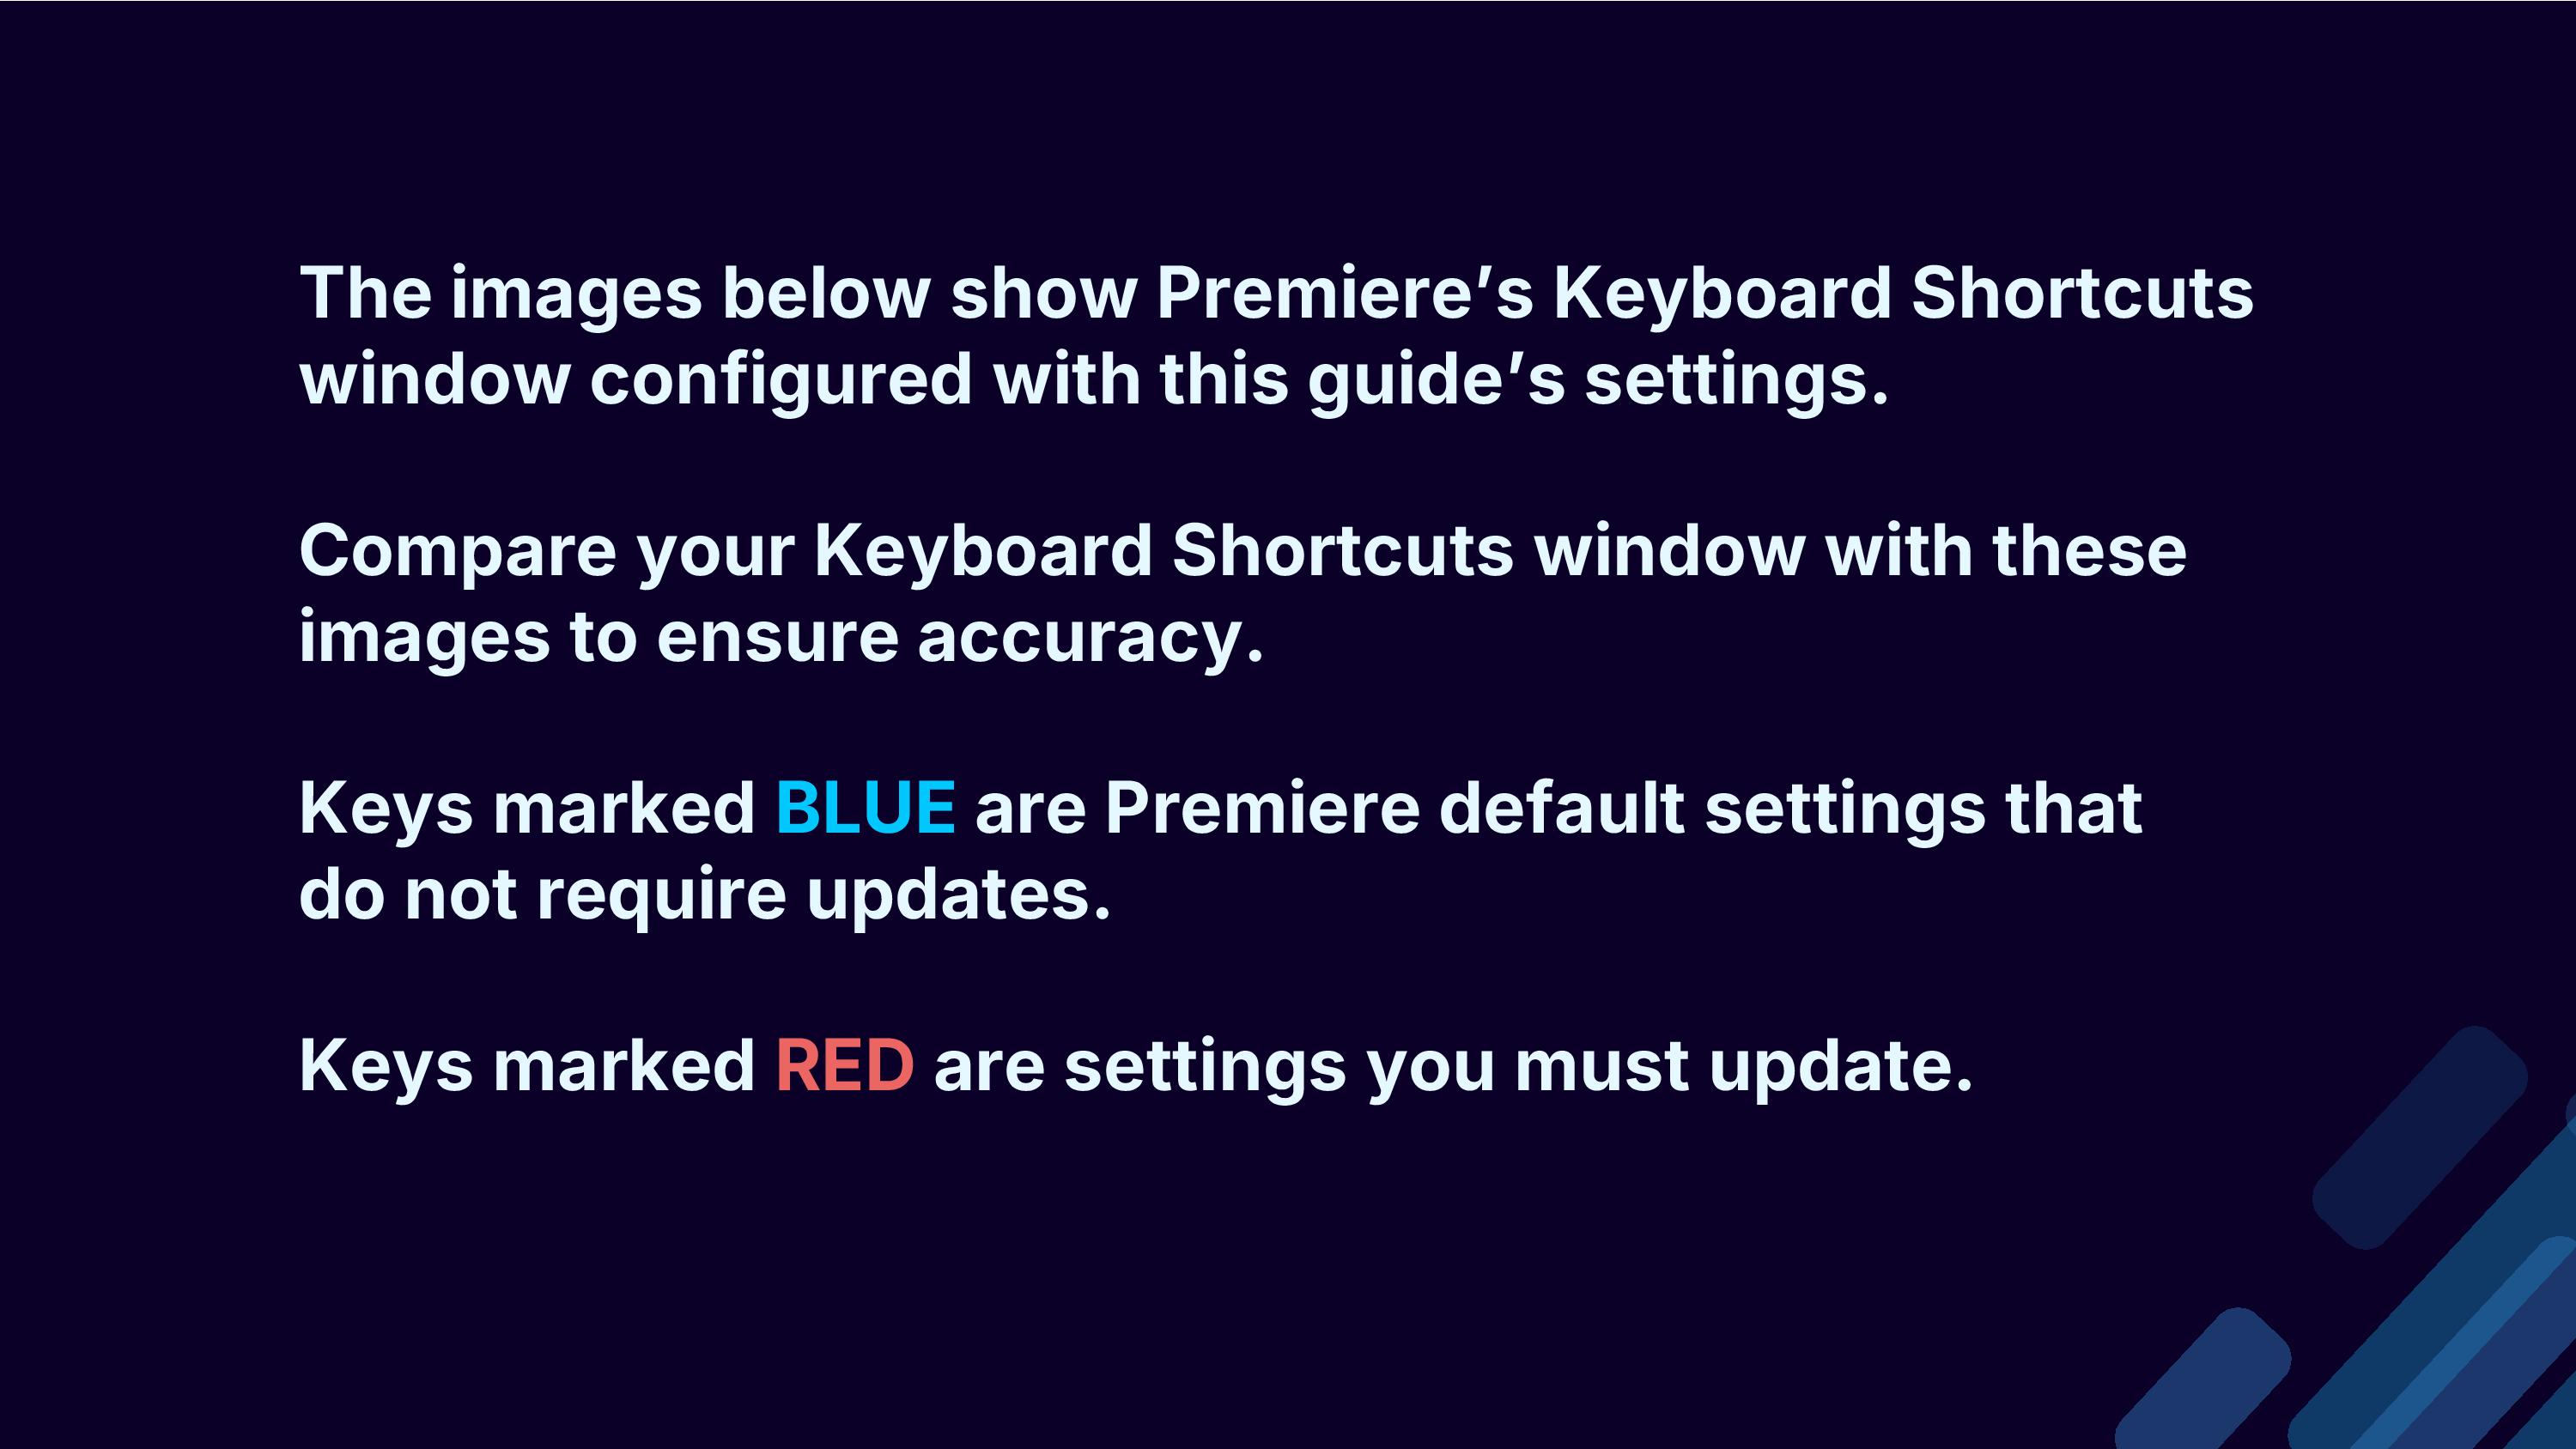 The images below show Premiere’s Keyboard Shortcuts
window configured with this guide’s settings.
Compare your Keyboard Shortcuts window with these
images to ensure accuracy.
Keys marked BLUE are Premiere default settings that
do not require updates.
Keys marked RED are settings you must update.